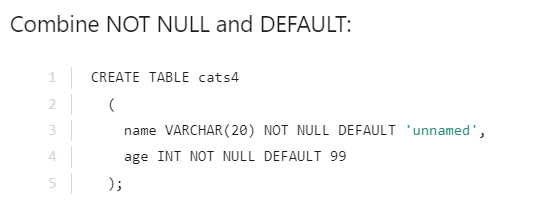 Combine NOT NULL and DEFAULT:
1 CREATE TABLE cats4
2 (
3 name VARCHAR(20) NOT NULL DEFAULT 'unnamed',
4 age INT NOT NULL DEFAULT 99
5 );